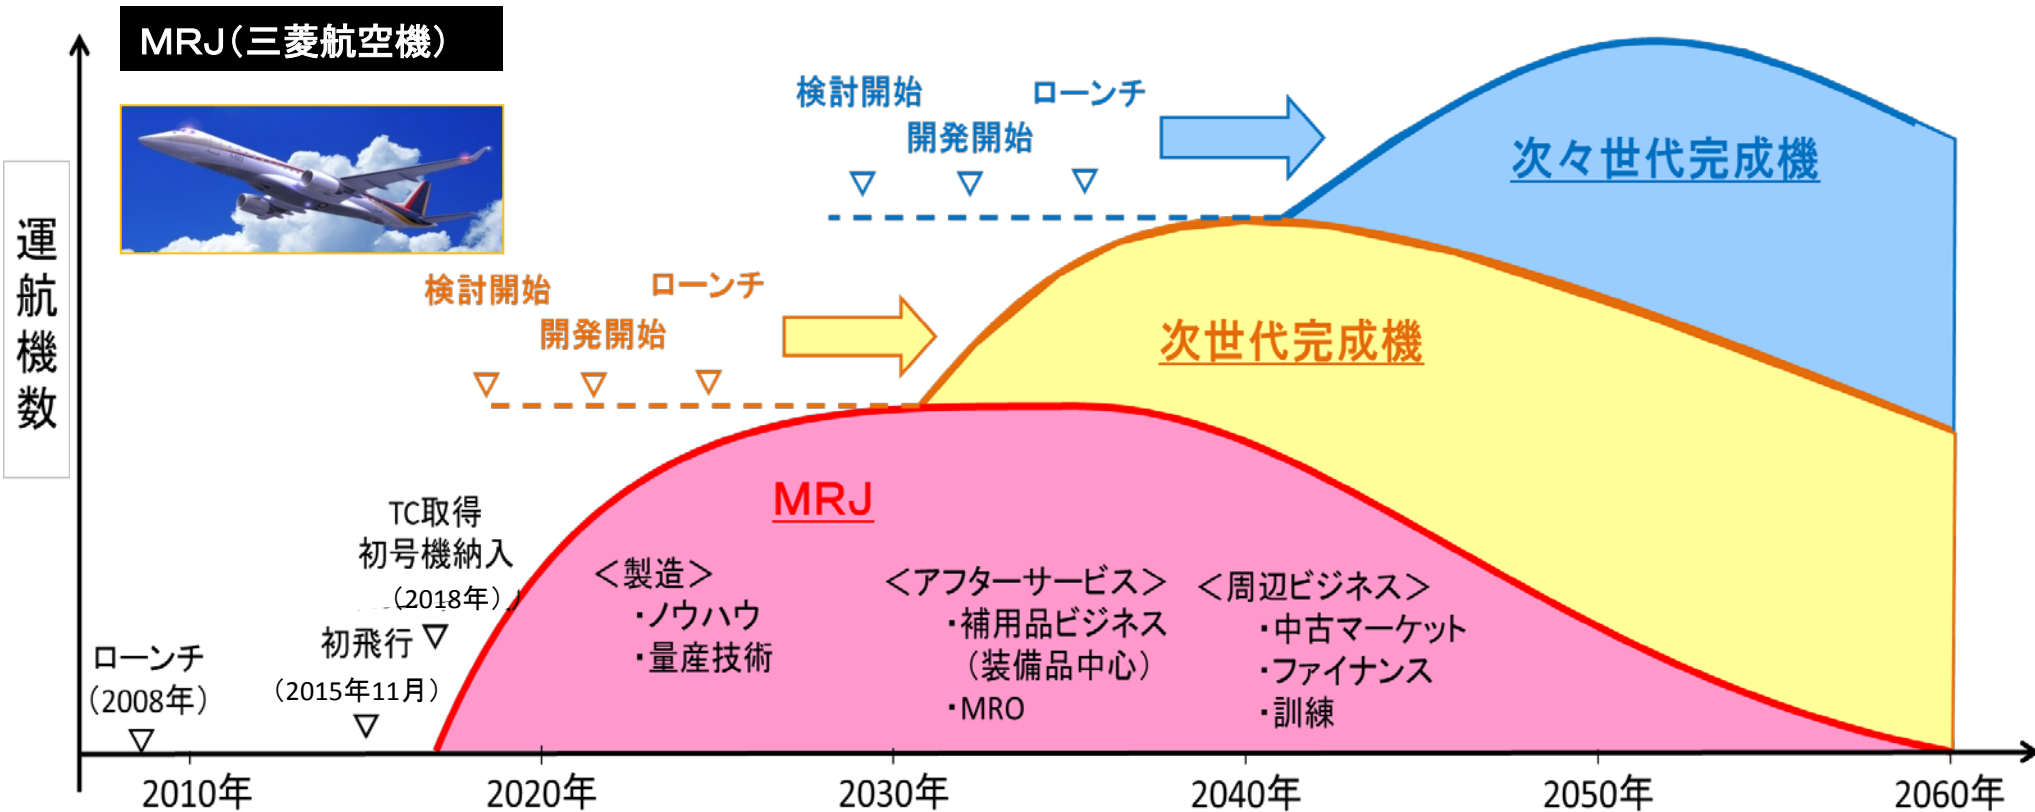 MRJ(三菱航空機)
運航機数
検討開始
開発開始
ローンチ
次々世代完成機
検討開始
開発開始
ローンチ
次世代完成機
MRJ
TC取得
初号機納入
(2018年)
初飛行
(2015年11月)
ローンチ
(2008年)
<製造>
・ノウハウ
・量産技術
<アフターサービス>
・補用品ビジネス
(装備品中心)
・MRO
<周辺ビジネス>
・中古マーケット
・ファイナンス
・訓練
2010年
2020年
2030年
2040年
2050年
2060年